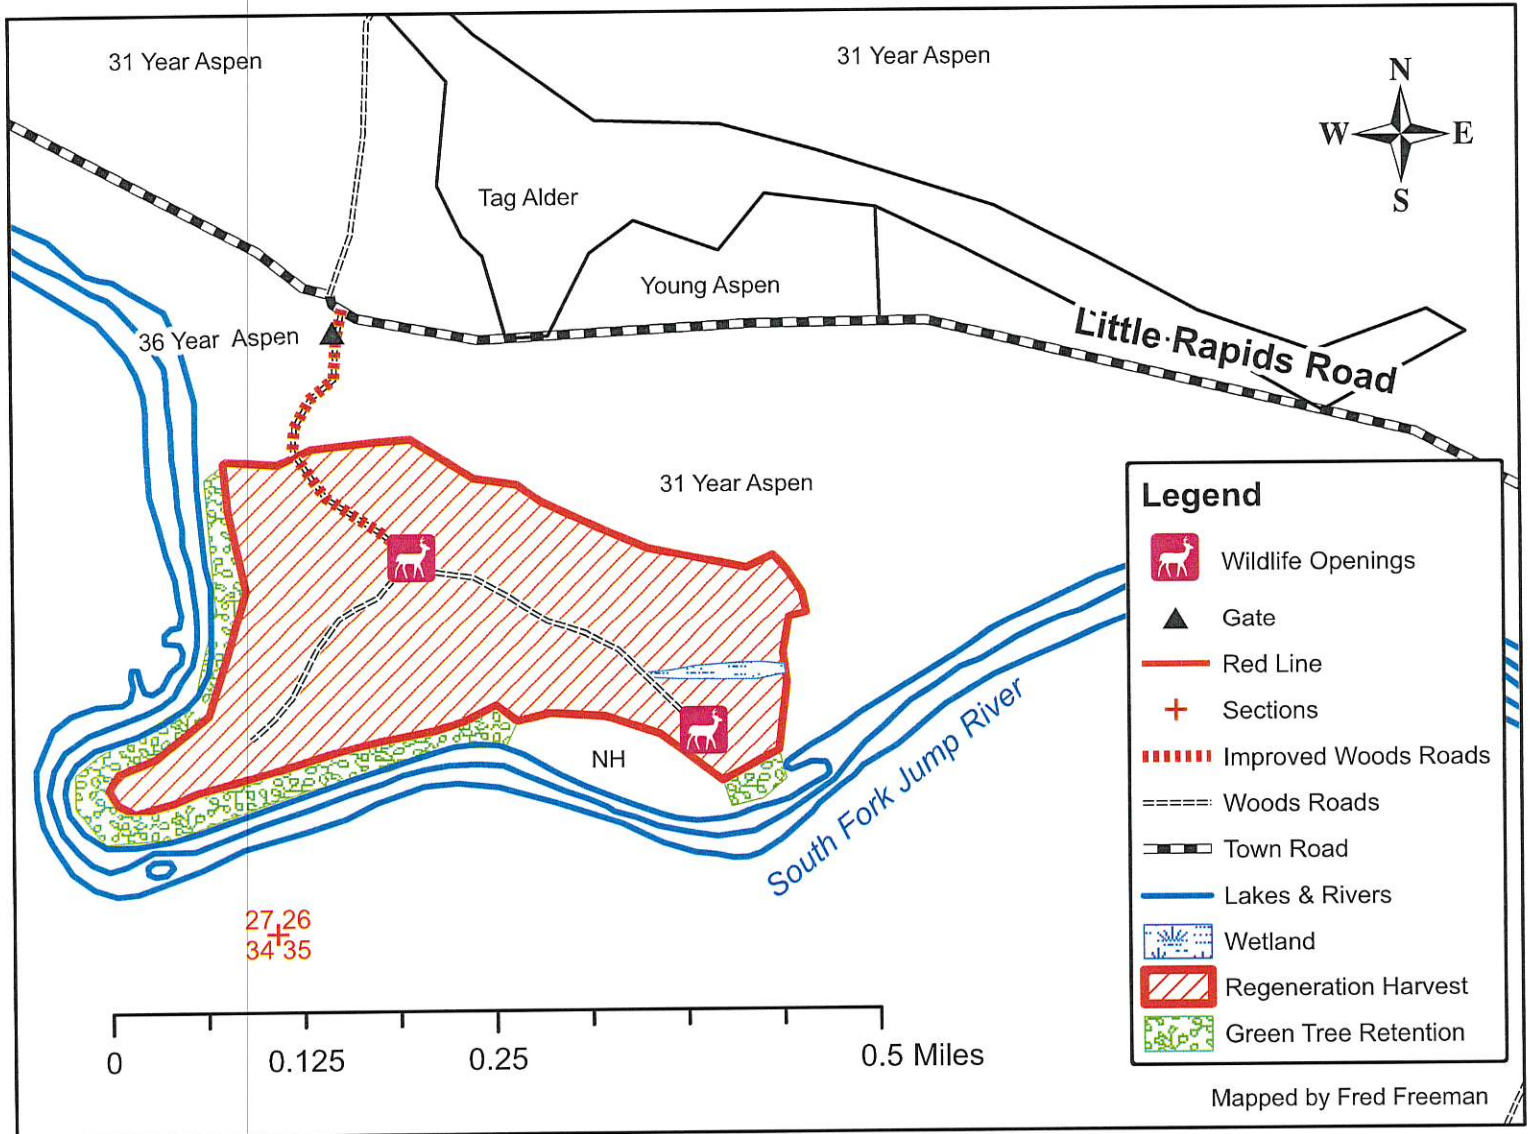 31 Year Aspen
31 Year Aspen
N
W E
S
Tag Alder
Young Aspen
Little Rapids Road
36 Year Aspen
31 Year Aspen
NH
South Fork Jump River
27 26
34 35
0 0.125 0.25 0.5 Miles
Legend
Wildlife Openings
Gate
Red Line
Sections
Improved Woods Roads
Woods Roads
Town Road
Lakes & Rivers
Wetland
Regeneration Harvest
Green Tree Retention
Mapped by Fred Freeman